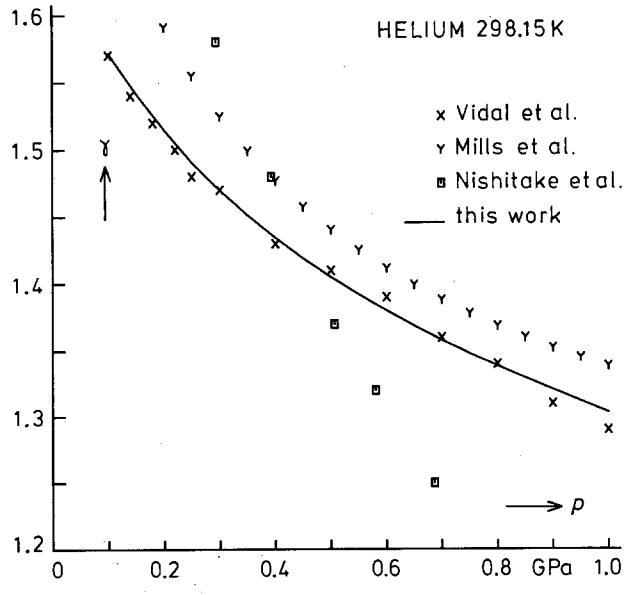 1.6
HELIUM 298.15K
Vidal et al.
1.5
Mills et al.
γ
Nishitake et al.
this work
1.4
1.3
p
1.2
0 0.2 0.4 0.6 0.8 GPa 1.0